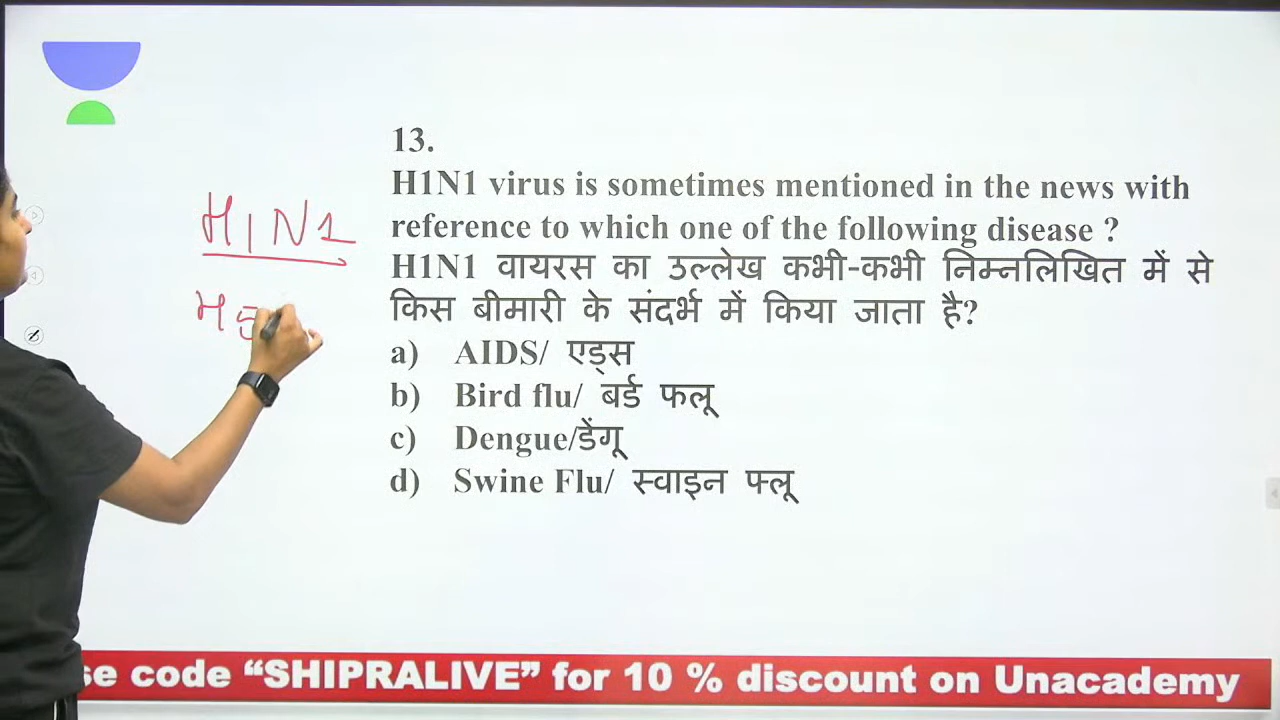 13.
H1N1 virus is sometimes mentioned in the news with
reference to which one of the following disease ?
H1N1 वायरस का उल्लेख कभी-कभी निम्नलिखित में से
किस बीमारी के संदर्भ में किया जाता है?
a) AIDS/ एड्स
b) Bird flu/ बर्ड फलू
c) Dengue/डेंगू
d) Swine Flu/ स्वाइन फ्लू
H1N1
H5
se code “SHIPRALIVE” for 10 % discount on Unacademy